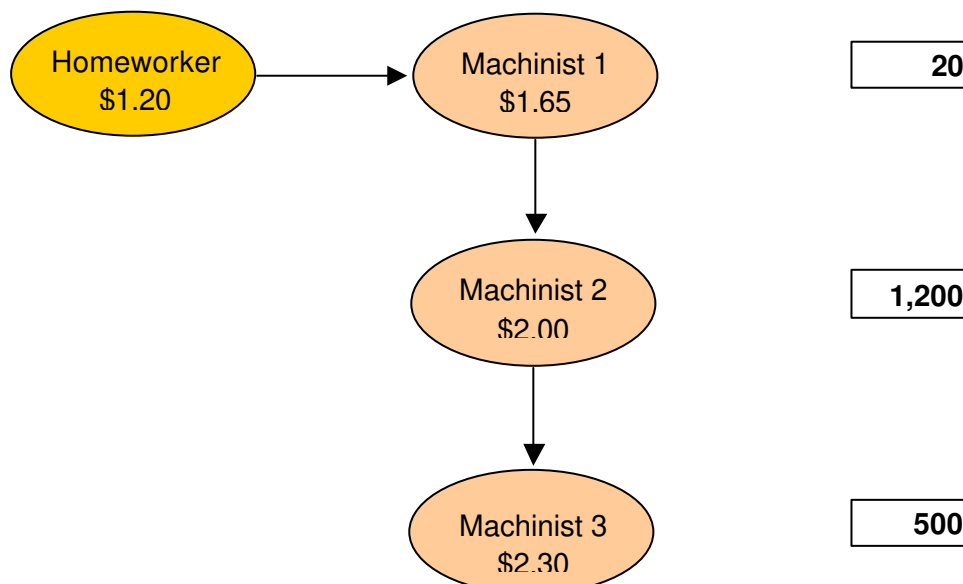 Homeworker
$1.20
Machinist 1
$1.65
20
Machinist 2
$2.00
1,200
Machinist 3
$2.30
500